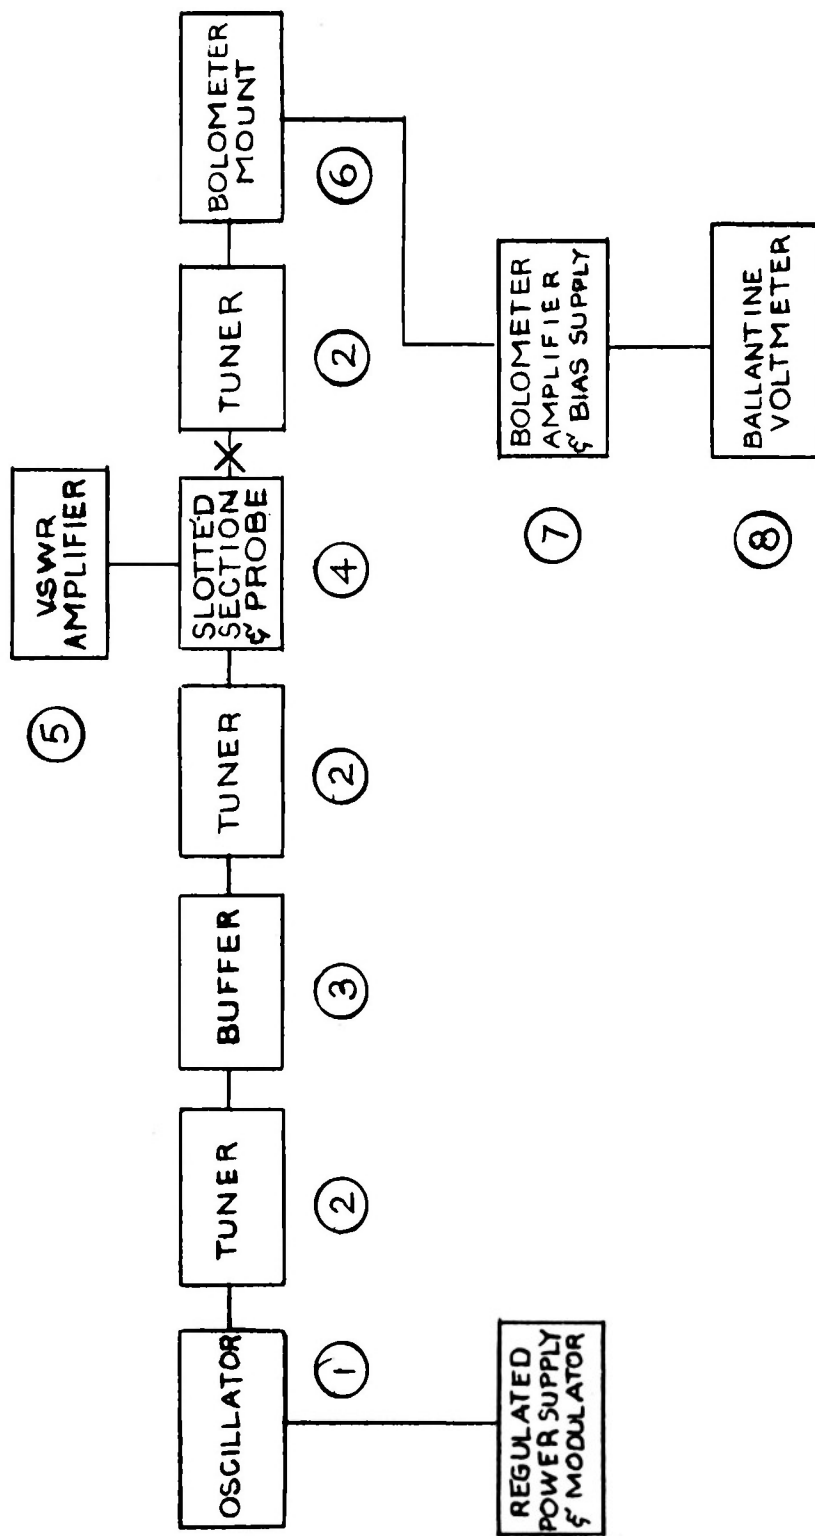 VSWR
AMPLIFIER
5
OSCILLATOR
TUNER
BUFFER
TUNER
SLOTTED
SECTION
& PROBE
X
TUNER
BOLOMETER
MOUNT
1
2
3
2
4
2
6
REGULATED
POWER SUPPLY
& MODULATOR
7
BOLOMETER
AMPLIFIER
& BIAS SUPPLY
8
BALLANTINE
VOLTMETER